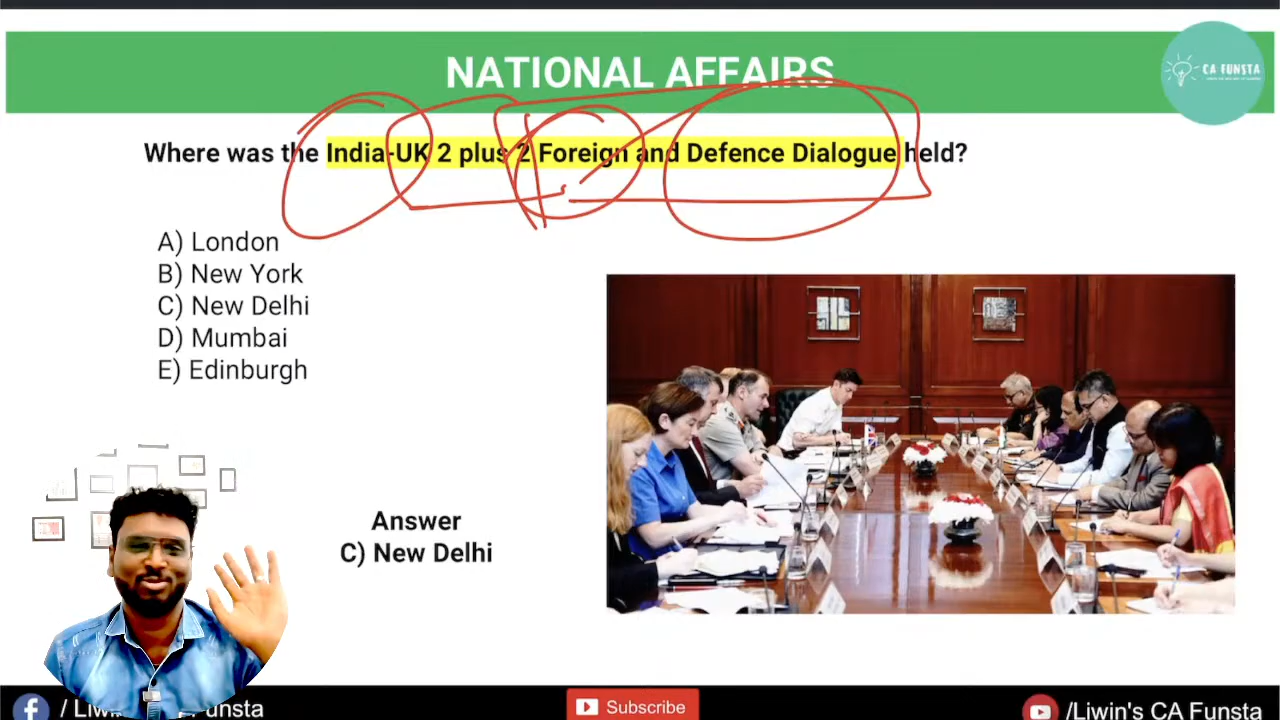 NATIONAL AFFAIRS
CA FUNSTA
Where was the India-UK 2 plus 2 Foreign and Defence Dialogue held?
A) London
B) New York
C) New Delhi
D) Mumbai
E) Edinburgh
Answer
C) New Delhi
Funsta
Subscribe
/Liwin's CA Funsta